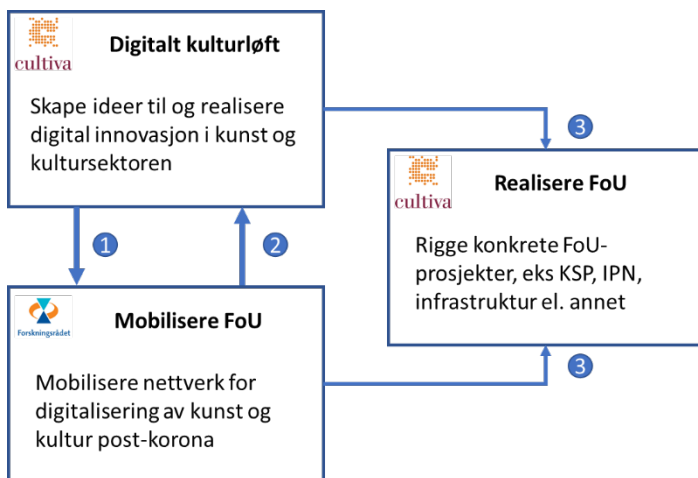 cultiva
Digitalt kulturløft
Skape ideer til og realisere
digital innovasjon i kunst og
kultursektoren
3
cultiva
Realisere FoU
Rigge konkrete FoU-
prosjekter, eks KSP, IPN,
infrastruktur el. annet
1
2
Forskningsrådet
Mobilisere FoU
Mobilisere nettverk for
digitalisering av kunst og
kultur post-korona
3